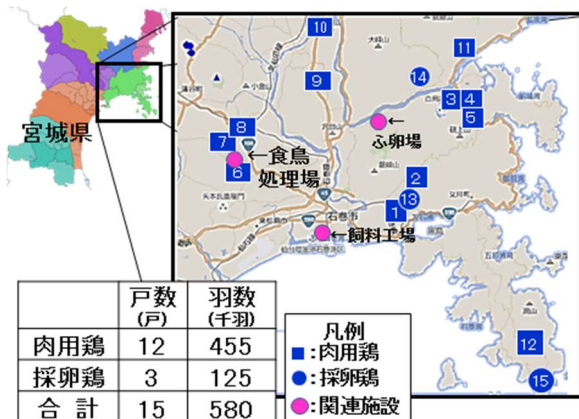 宮城県
10
11
14
9
3
4
5
←
ふ卵場
8
7
←食鳥
処理場
6
2
13
1
石巻市
←飼料工場
12
15
戸数
(戸)
羽数
(千羽)
肉用鶏 12 455
採卵鶏 3 125
合計 15 580
凡例
:肉用鶏
:採卵鶏
:関連施設